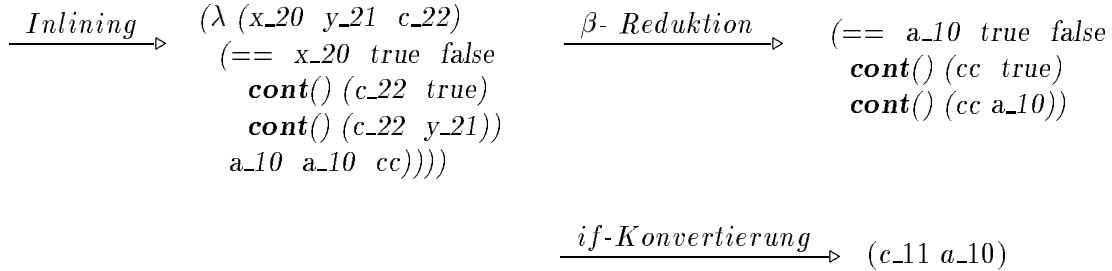 Inlining (λ (x_20 y_21 c_22) β- Reduktion (== a_10 true false
(== x_20 true false cont() (cc true)
cont() (c_22 true) cont() (cc a_10))
cont() (c_22 y_21))
a_10 a_10 cc))))
if-Konvertierung (c_11 a_10)